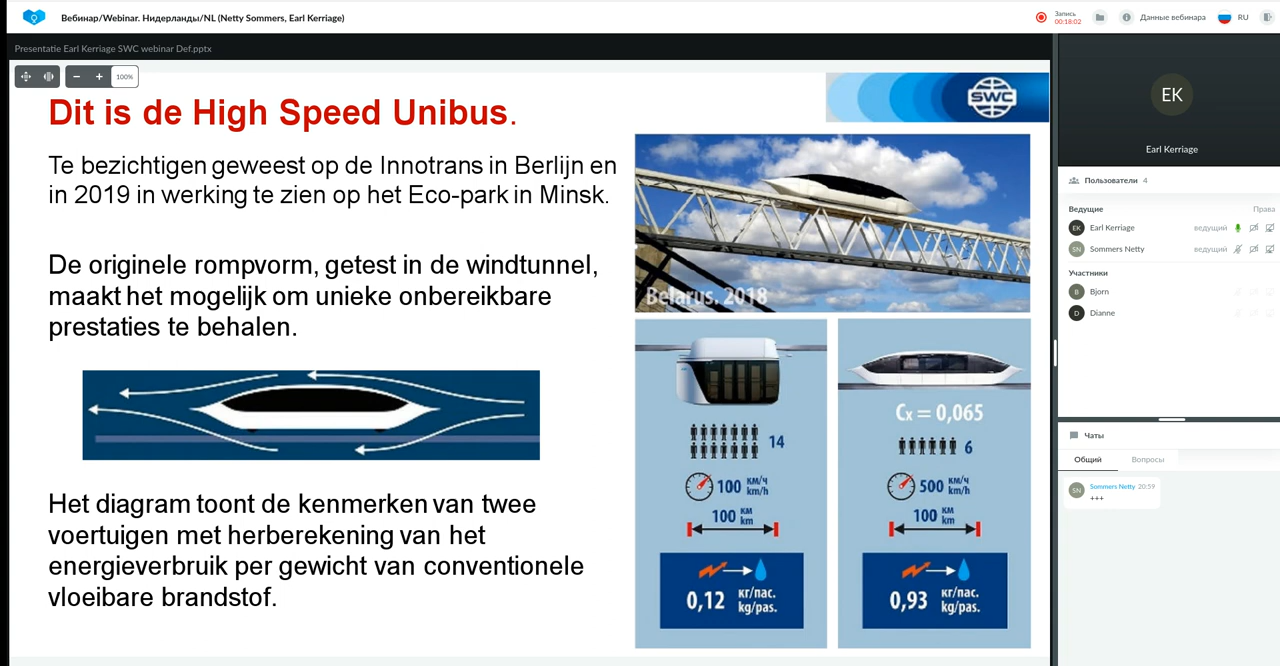 Вебинар/Webinar. Нидерланды/NL (Netty Sommers, Earl Kerriage)
Запись
00:18:02
Данные вебинара
RU
Presentatie Earl Kerriage SWC webinar Def.pptx
100%
Dit is de High Speed Unibus.
SWC
Te bezichtigen geweest op de Innotrans in Berlijn en
in 2019 in werking te zien op het Eco-park in Minsk.
De originele rompvorm, getest in de windtunnel,
maakt het mogelijk om unieke onbereikbare
prestaties te behalen.
Het diagram toont de kenmerken van twee
voertuigen met herberekening van het
energieverbruik per gewicht van conventionele
vloeibare brandstof.
Belarus. 2018
14
100 км/ч
km/h
100 км
km
0,12 кг/пас.
kg/pas.
Cx = 0,065
6
500 км/ч
km/h
100 км
km
0,93 кг/пас.
kg/pas.
EK
Earl Kerriage
Пользователи 4
Ведущие Права
EK Earl Kerriage ведущий
SN Sommers Netty ведущий
Участники
B Bjorn
D Dianne
Чаты
Общий Вопросы
SN Sommers Netty 20:59
+++